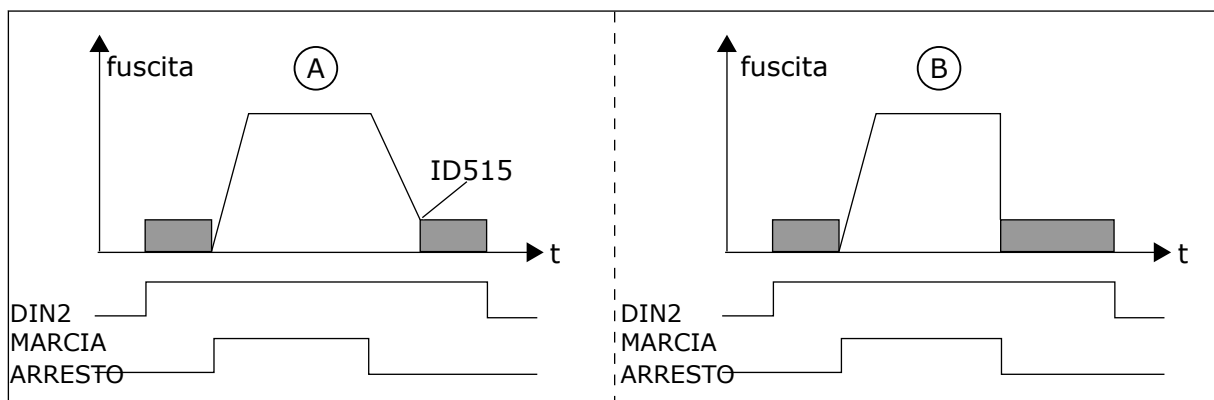 fuscita
A
ID515
t
DIN2
MARCIA
ARRESTO
fuscita
B
t
DIN2
MARCIA
ARRESTO